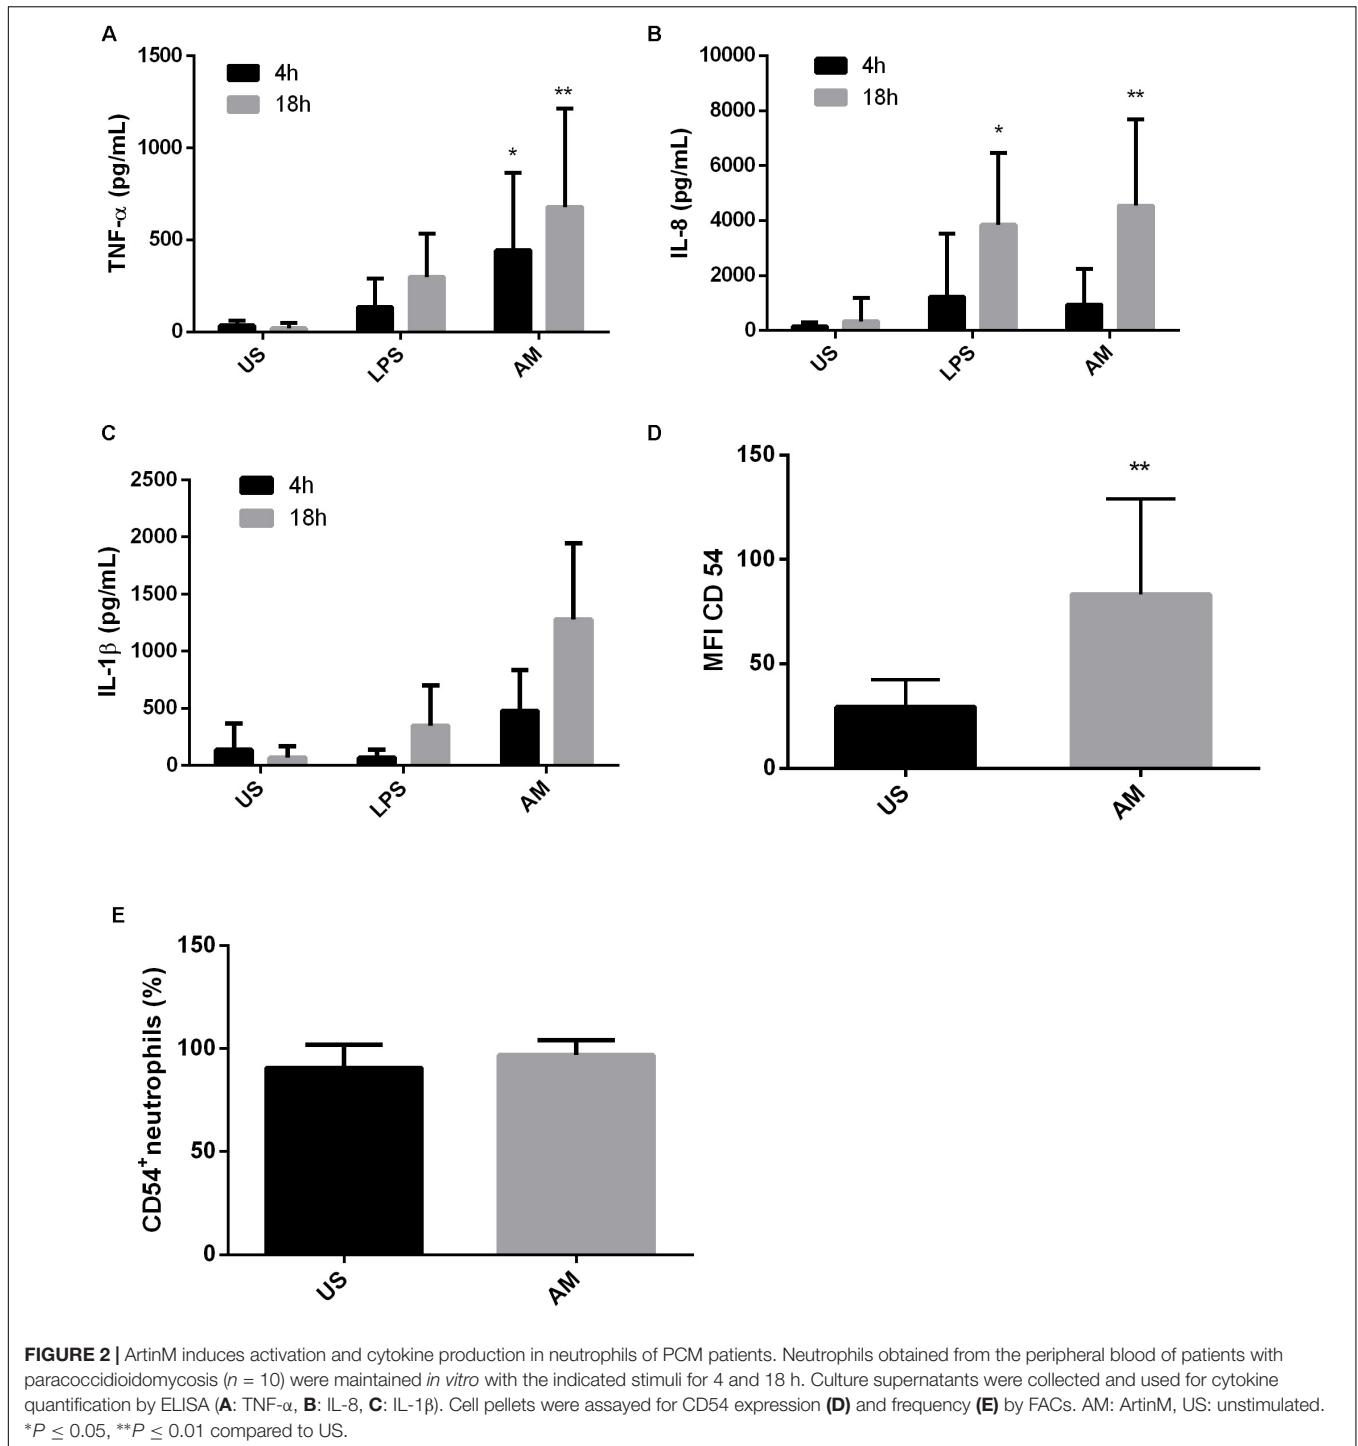 A
1500
1000
500
0
TNF-α (pg/mL)
4h
18h
*
**
US
LPS
AM
B
10000
8000
6000
4000
2000
0
IL-8 (pg/mL)
4h
18h
*
**
US
LPS
AM
C
2500
2000
1500
1000
500
0
IL-1β (pg/mL)
4h
18h
US
LPS
AM
D
150
100
50
0
MFI CD 54
**
US
AM
E
150
100
50
0
CD54⁺neutrophils (%)
US
AM
FIGURE 2 | ArtinM induces activation and cytokine production in neutrophils of PCM patients. Neutrophils obtained from the peripheral blood of patients with
paracoccidioidomycosis (n = 10) were maintained in vitro with the indicated stimuli for 4 and 18 h. Culture supernatants were collected and used for cytokine
quantification by ELISA (A: TNF-α, B: IL-8, C: IL-1β). Cell pellets were assayed for CD54 expression (D) and frequency (E) by FACs. AM: ArtinM, US: unstimulated.
*P ≤ 0.05, **P ≤ 0.01 compared to US.